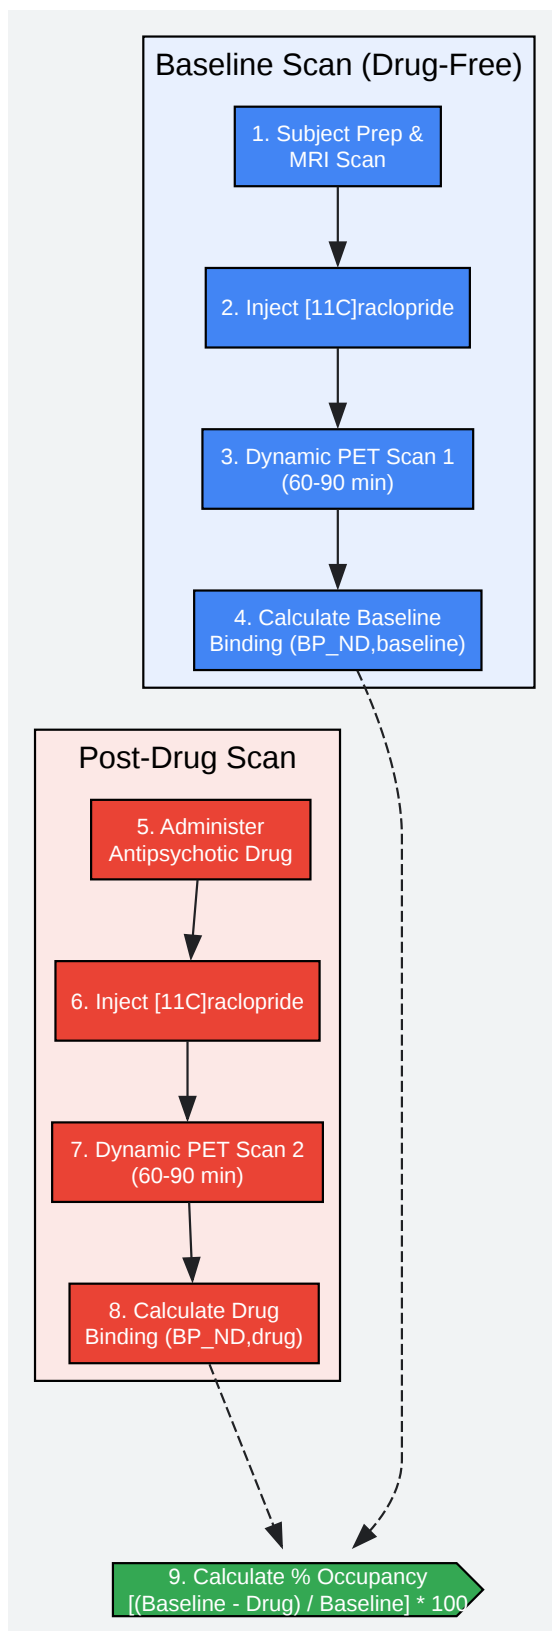 Baseline Scan (Drug-Free)
1. Subject Prep &
MRI Scan
2. Inject [11C]raclopride
3. Dynamic PET Scan 1
(60-90 min)
4. Calculate Baseline
Binding (BP_ND,baseline)
Post-Drug Scan
5. Administer
Antipsychotic Drug
6. Inject [11C]raclopride
7. Dynamic PET Scan 2
(60-90 min)
8. Calculate Drug
Binding (BP_ND,drug)
9. Calculate % Occupancy
[(Baseline - Drug) / Baseline] * 100